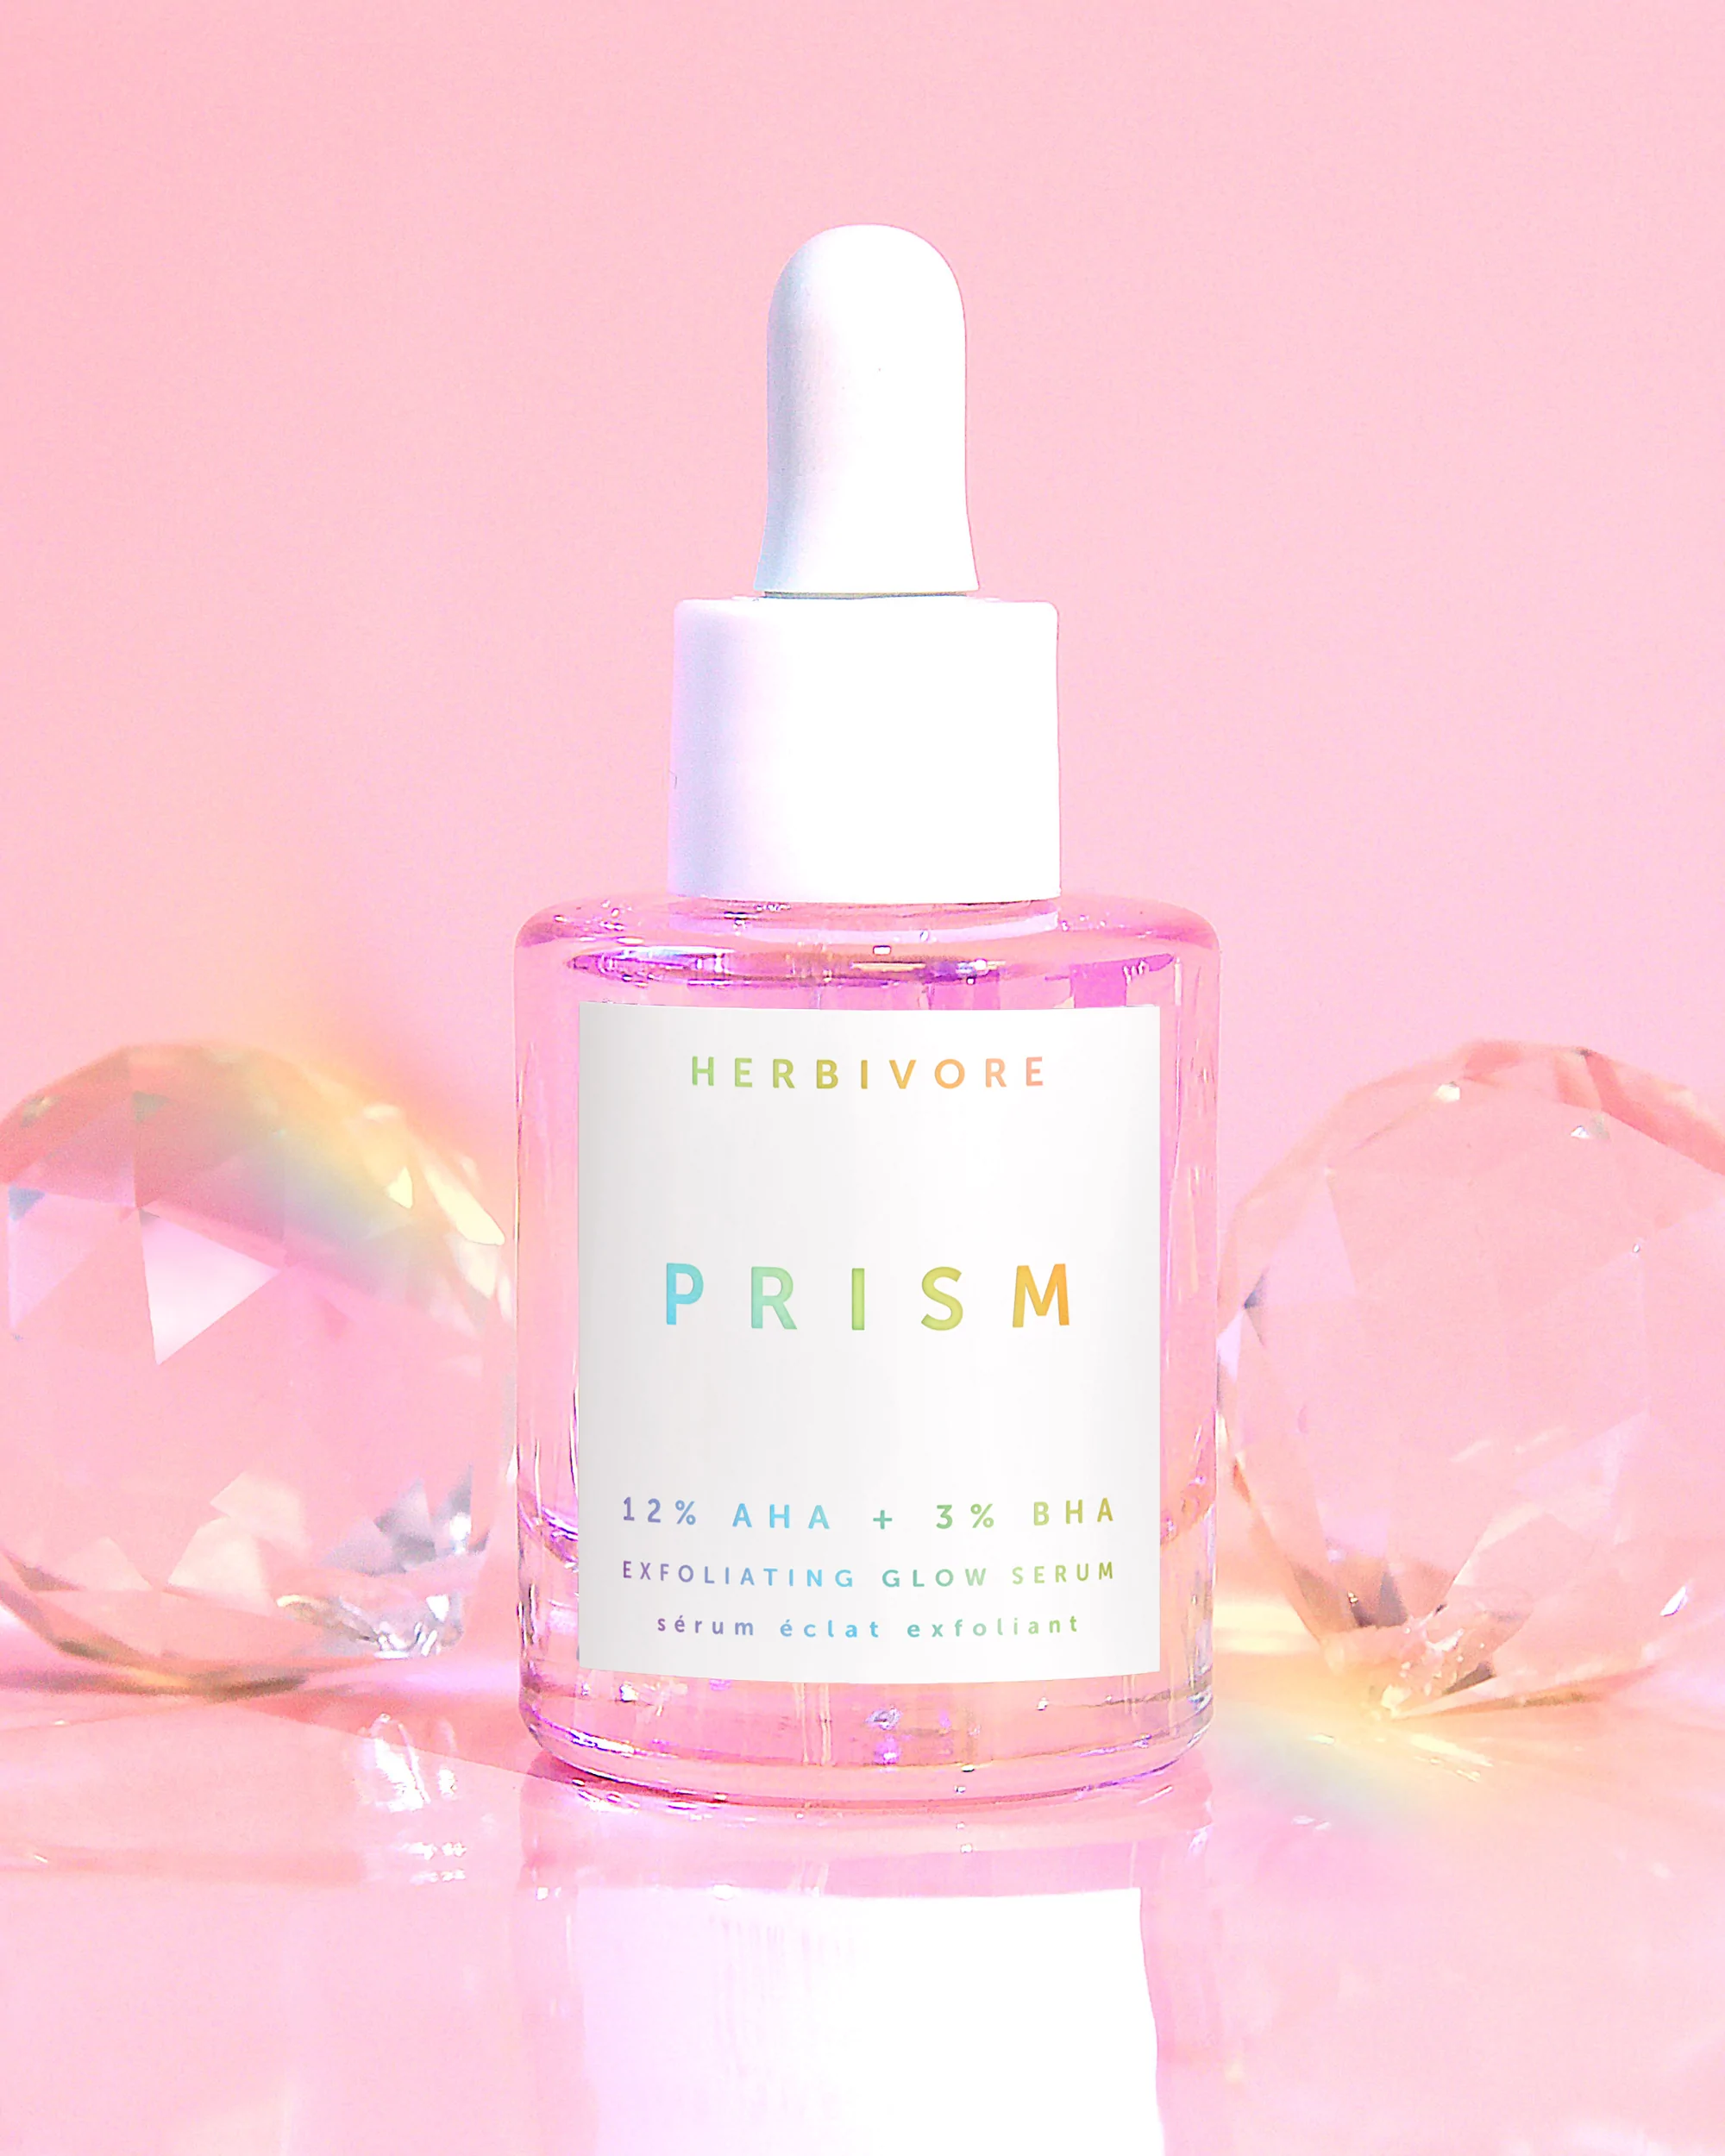 HERBIVORE
PRISM
12% AHA + 3% BHA
EXFOLIATING GLOW SERUM
sérum éclat exfoliant